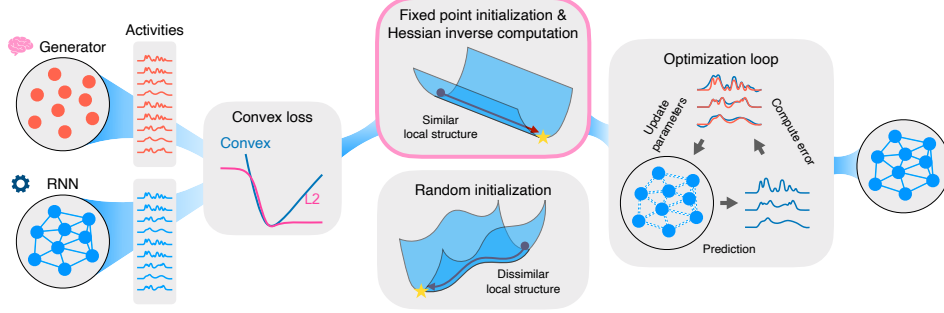 Generator
Activities
RNN
Convex loss
Convex
L2
Fixed point initialization &
Hessian inverse computation
Similar
local structure
Random initialization
Dissimilar
local structure
Optimization loop
Update
parameters
Compute error
Prediction